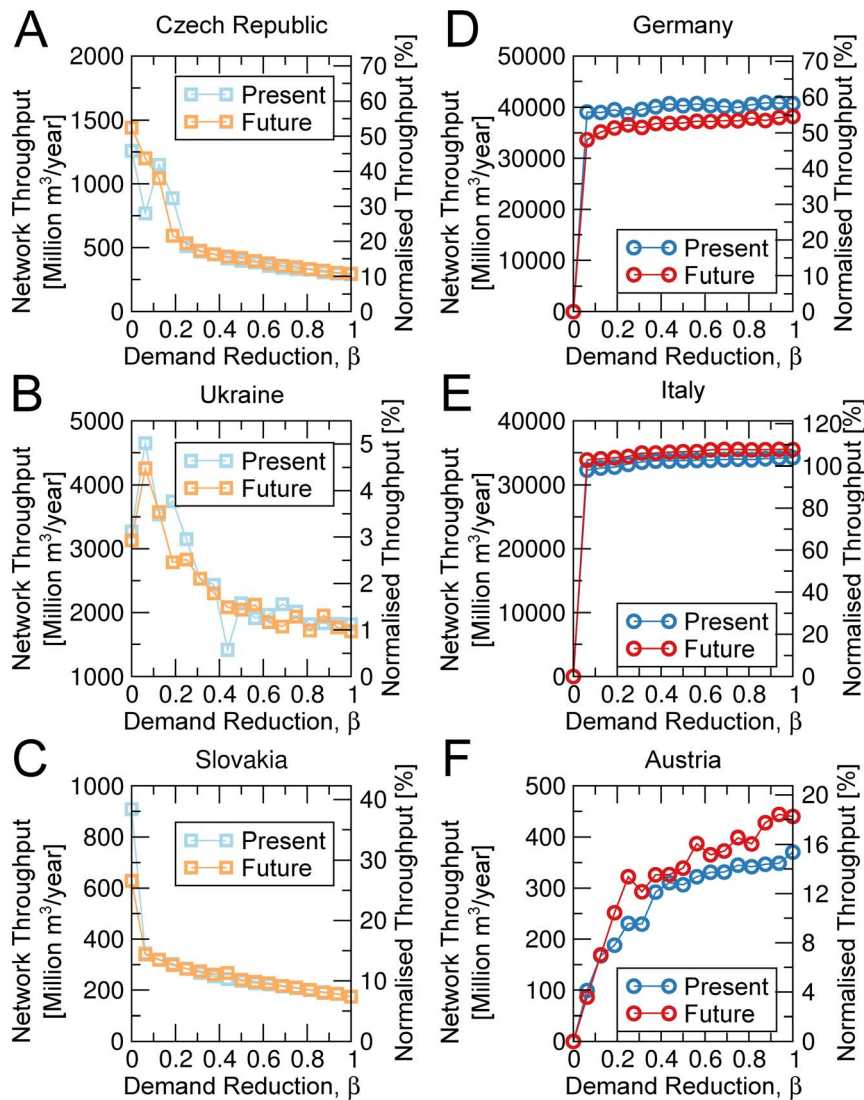 A
Czech Republic
Network Throughput
[Million m³/year]
2000
1500
1000
500
0
70
60
50
40
30
20
10
0
Normalised Throughput [%]
Present
Future
0 0.2 0.4 0.6 0.8 1
Demand Reduction, β
D
Germany
Network Throughput
[Million m³/year]
50000
40000
30000
20000
10000
0
70
60
50
40
30
20
10
0
Normalised Throughput [%]
Present
Future
0 0.2 0.4 0.6 0.8 1
Demand Reduction, β
B
Ukraine
Network Throughput
[Million m³/year]
5000
4000
3000
2000
1000
5
4
3
2
1
0
Normalised Throughput [%]
Present
Future
0 0.2 0.4 0.6 0.8 1
Demand Reduction, β
E
Italy
Network Throughput
[Million m³/year]
40000
30000
20000
10000
0
120
100
80
60
40
20
0
Normalised Throughput [%]
Present
Future
0 0.2 0.4 0.6 0.8 1
Demand Reduction, β
C
Slovakia
Network Throughput
[Million m³/year]
1000
800
600
400
200
0
40
30
20
10
0
Normalised Throughput [%]
Present
Future
0 0.2 0.4 0.6 0.8 1
Demand Reduction, β
F
Austria
Network Throughput
[Million m³/year]
500
400
300
200
100
0
20
16
12
8
4
0
Normalised Throughput [%]
Present
Future
0 0.2 0.4 0.6 0.8 1
Demand Reduction, β